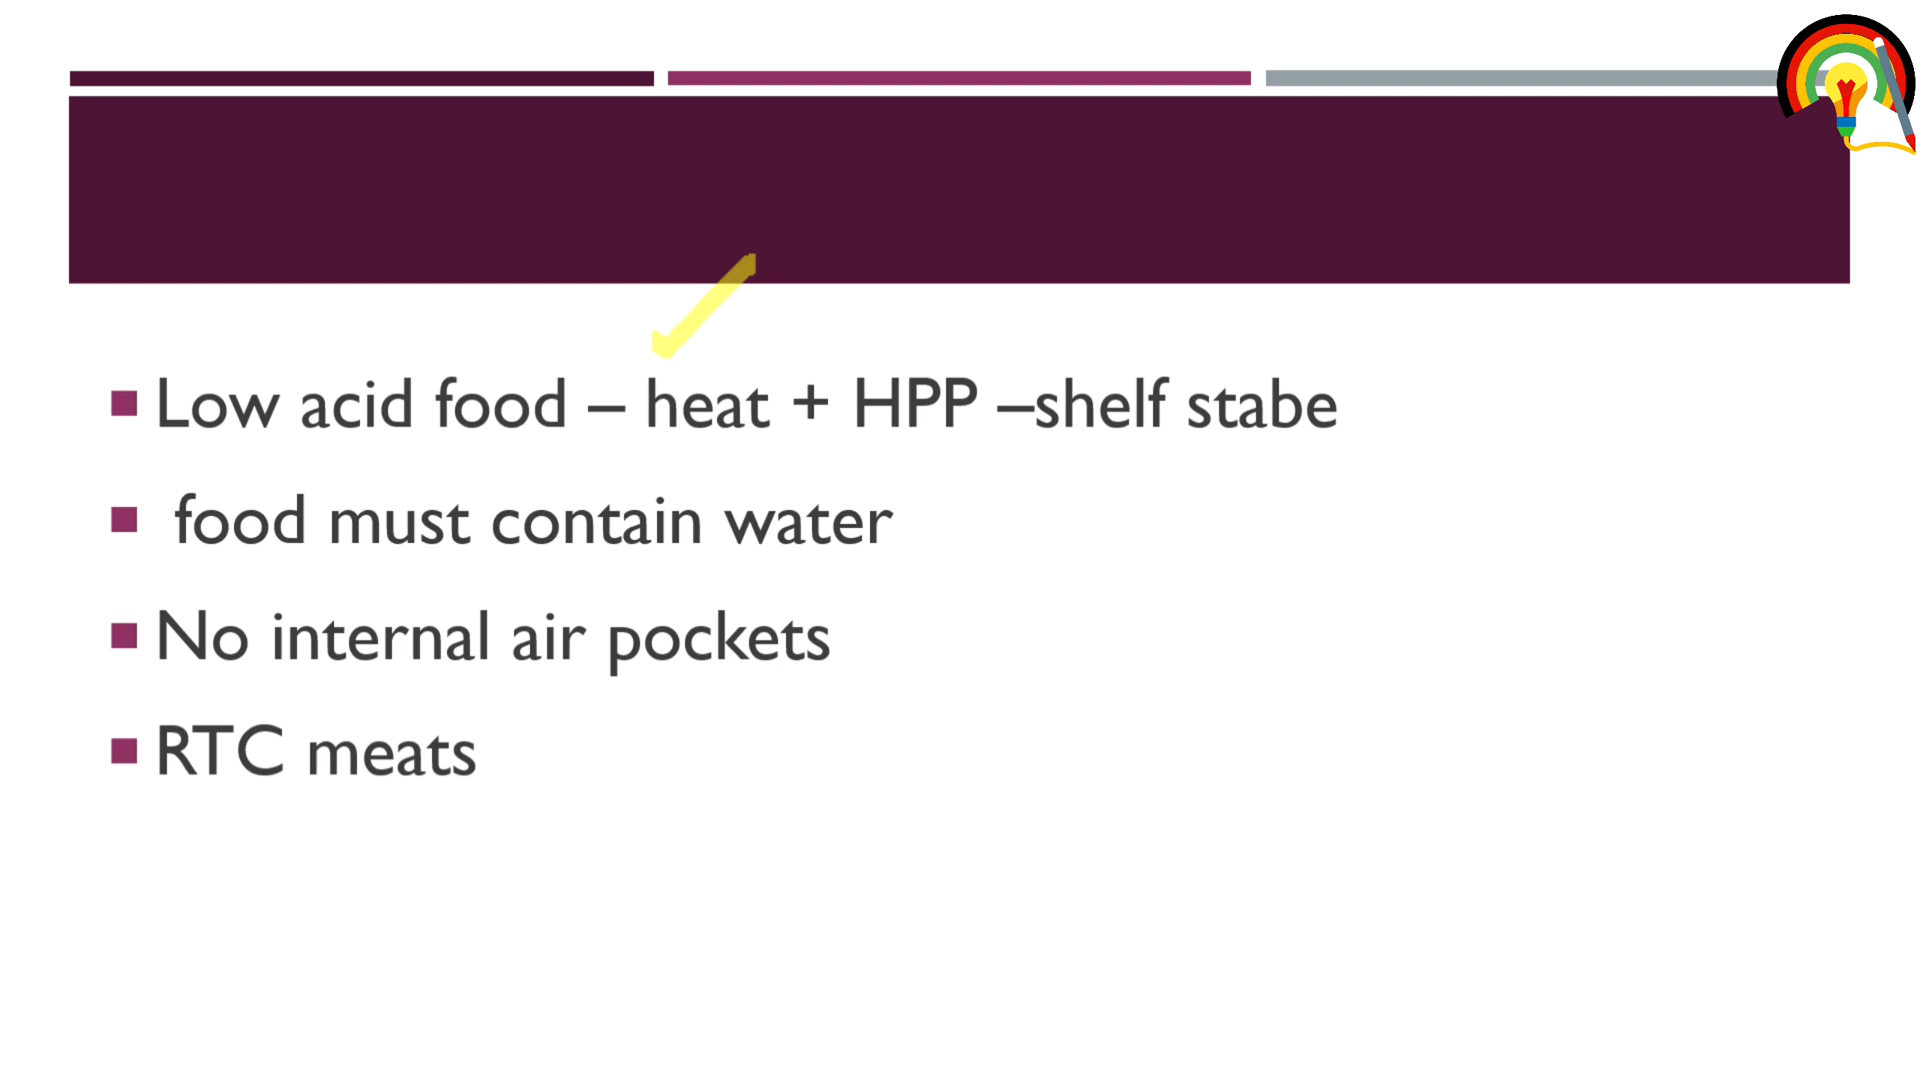 Low acid food – heat + HPP –shelf stabe
food must contain water
No internal air pockets
RTC meats